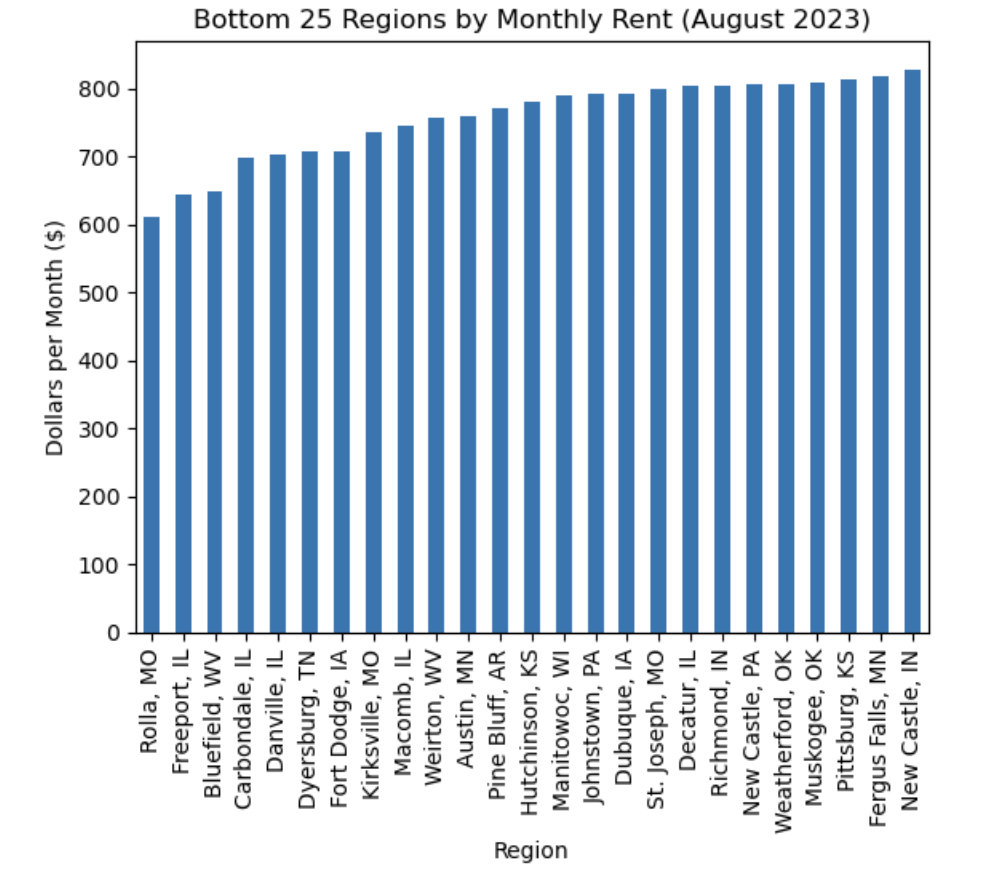 Bottom 25 Regions by Monthly Rent (August 2023)
Dollars per Month ($)
800
700
600
500
400
300
200
100
0
Rolla, MO
Freeport, IL
Bluefield, WV
Carbondale, IL
Danville, IL
Dyersburg, TN
Fort Dodge, IA
Kirksville, MO
Macomb, IL
Weirton, WV
Austin, MN
Pine Bluff, AR
Hutchinson, KS
Manitowoc, WI
Johnstown, PA
Dubuque, IA
St. Joseph, MO
Decatur, IL
Richmond, IN
New Castle, PA
Weatherford, OK
Muskogee, OK
Pittsburg, KS
Fergus Falls, MN
New Castle, IN
Region